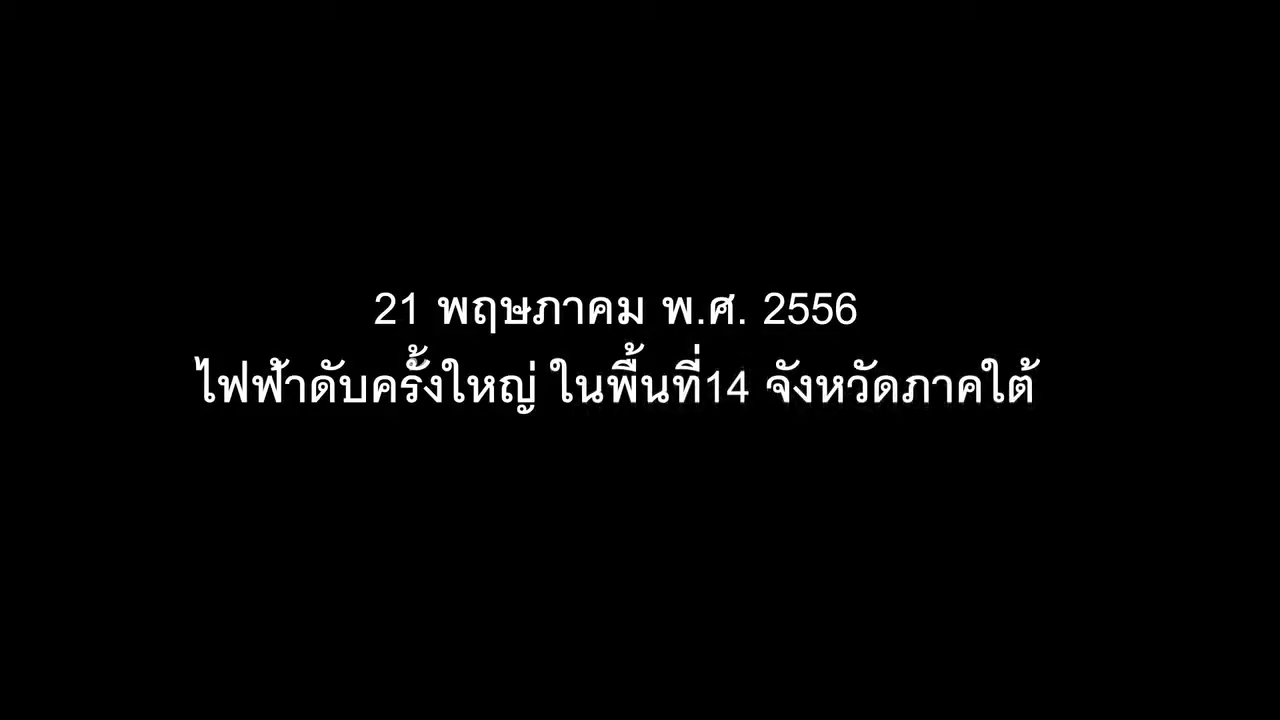 21 พฤษภาคม พ.ศ. 2556
ไฟฟ้าดับครั้งใหญ่ ในพื้นที่14 จังหวัดภาคใต้